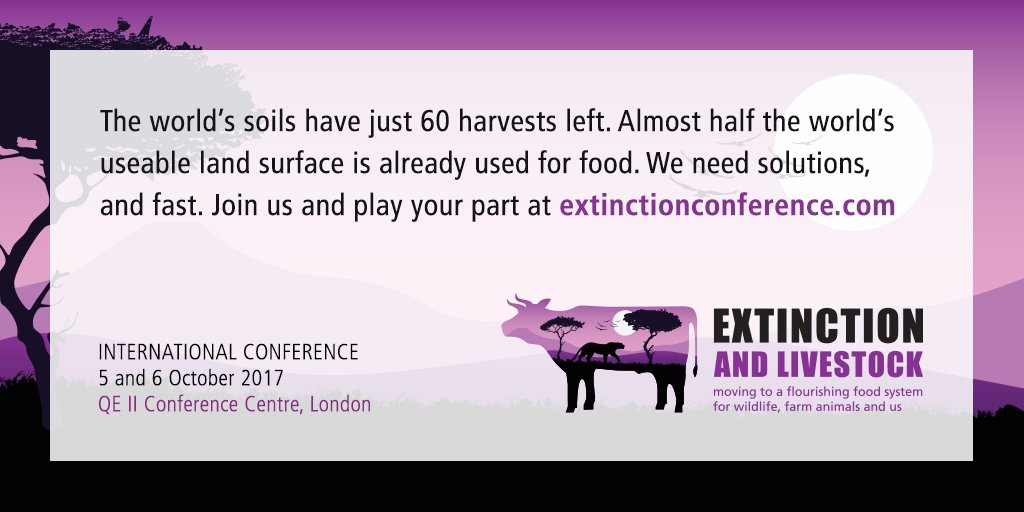 The world's soils have just 60 harvests left. Almost half the world's
useable land surface is already used for food. We need solutions,
and fast. Join us and play your part at extinctionconference.com
INTERNATIONAL CONFERENCE
5 and 6 October 2017
QE II Conference Centre, London
EXTINCTION
AND LIVESTOCK
moving to a flourishing food system
for wildlife, farm animals and us